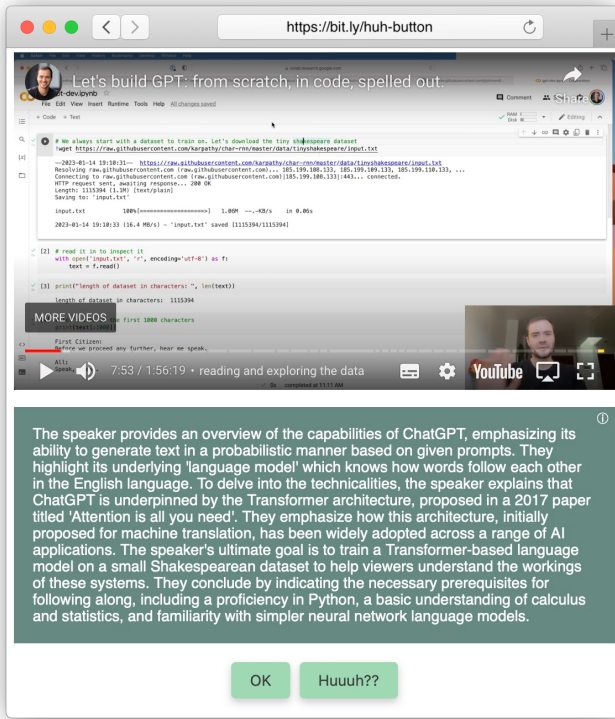 https://bit.ly/huh-button
Let's build GPT: from scratch, in code, spelled out.
Share
File Edit View Insert Runtime Tools Help All changes saved
Comment
+ Code + Text
RAM
Disk
Editing
# We always start with a dataset to train on. Let's download the tiny shakespeare dataset
!wget https://raw.githubusercontent.com/karpathy/char-rnn/master/data/tinyshakespeare/input.txt
--2023-01-14 19:10:31-- https://raw.githubusercontent.com/karpathy/char-rnn/master/data/tinyshakespeare/input.txt
Resolving raw.githubusercontent.com (raw.githubusercontent.com)... 185.199.108.133, 185.199.109.133, 185.199.110.133, ...
Connecting to raw.githubusercontent.com (raw.githubusercontent.com)|185.199.108.133|:443... connected.
HTTP request sent, awaiting response... 200 OK
Length: 1115394 (1.1M) [text/plain]
Saving to: 'input.txt'
input.txt 100%[===================>] 1.06M --.-KB/s in 0.06s
2023-01-14 19:10:33 (16.4 MB/s) - 'input.txt' saved [1115394/1115394]
[2] # read it in to inspect it
with open('input.txt', 'r', encoding='utf-8') as f:
text = f.read()
[3] print("length of dataset in characters: ", len(text))
length of dataset in characters: 1115394
MORE VIDEOS
the first 1000 characters
First Citizen:
Before we proceed any further, hear me speak.
All:
Speak,
7:53 / 1:56:19 • reading and exploring the data
YouTube
0s completed at 11:11 AM
The speaker provides an overview of the capabilities of ChatGPT, emphasizing its
ability to generate text in a probabilistic manner based on given prompts. They
highlight its underlying 'language model' which knows how words follow each other
in the English language. To delve into the technicalities, the speaker explains that
ChatGPT is underpinned by the Transformer architecture, proposed in a 2017 paper
titled 'Attention is all you need'. They emphasize how this architecture, initially
proposed for machine translation, has been widely adopted across a range of AI
applications. The speaker's ultimate goal is to train a Transformer-based language
model on a small Shakespearean dataset to help viewers understand the workings
of these systems. They conclude by indicating the necessary prerequisites for
following along, including a proficiency in Python, a basic understanding of calculus
and statistics, and familiarity with simpler neural network language models.
OK
Huuuh??